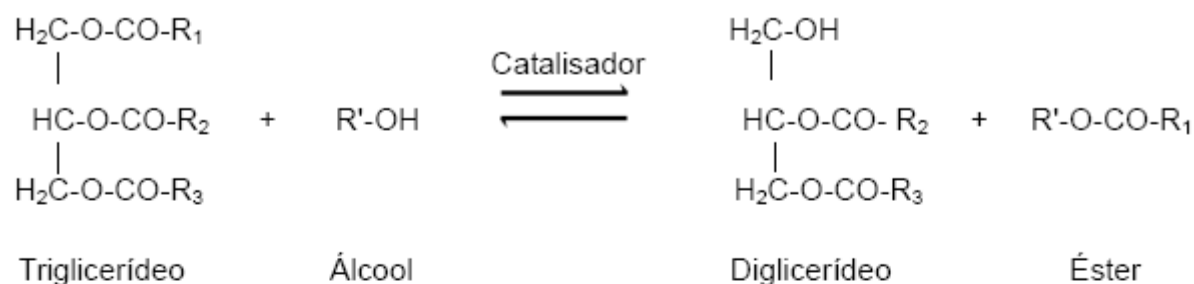 H₂C-O-CO-R₁ H₂C-OH
Catalisador
HC-O-CO-R₂ + R'-OH HC-O-CO- R₂ + R'-O-CO-R₁
H₂C-O-CO-R₃ H₂C-O-CO-R₃
Triglicerídeo Álcool Diglicerídeo Éster